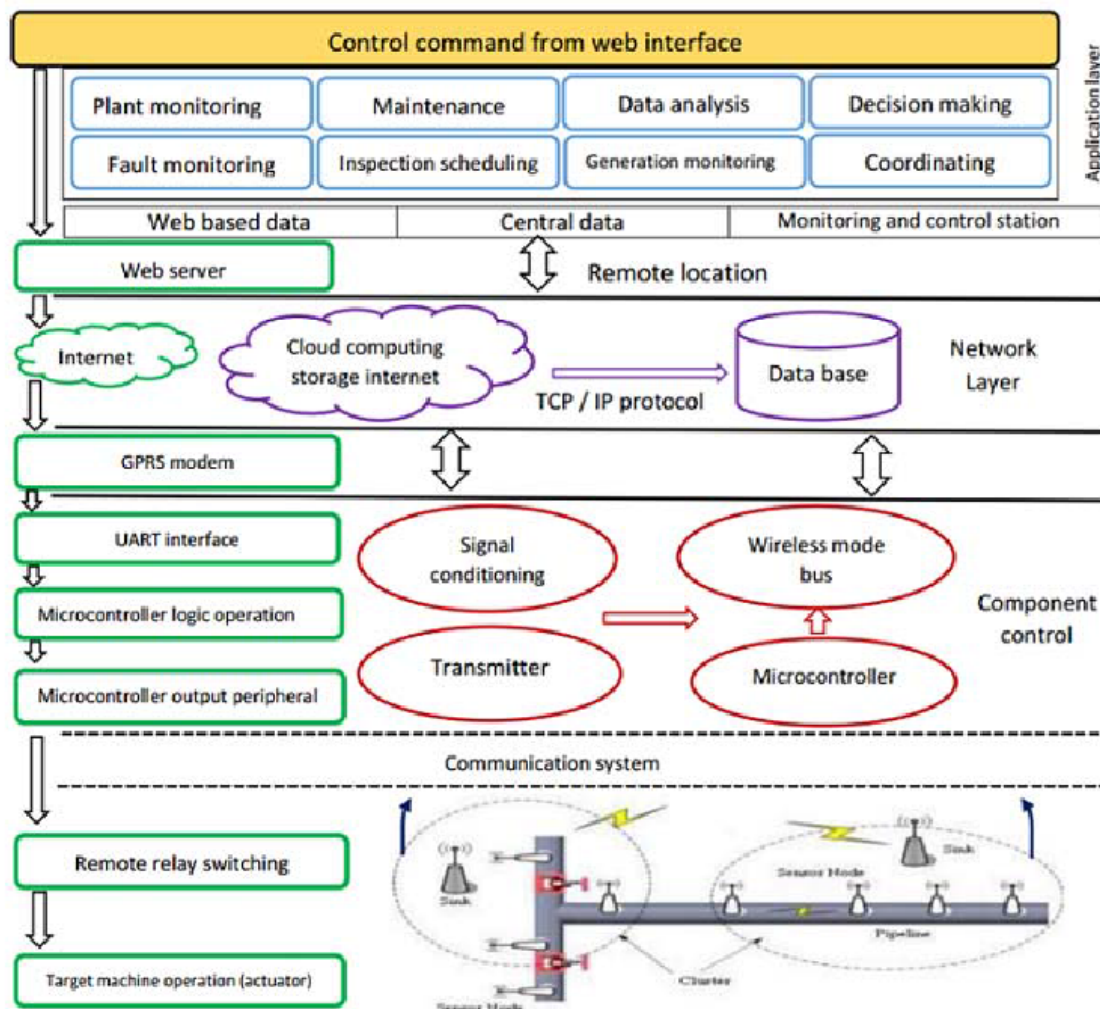 Control command from web interface
Application layer
Plant monitoring
Maintenance
Data analysis
Decision making
Fault monitoring
Inspection scheduling
Generation monitoring
Coordinating
Web based data
Central data
Monitoring and control station
Web server
Remote location
Internet
Cloud computing
storage internet
TCP / IP protocol
Data base
Network
Layer
GPRS modem
UART interface
Signal
conditioning
Wireless mode
bus
Microcontroller logic operation
Component
control
Transmitter
Microcontroller
Microcontroller output peripheral
Communication system
Remote relay switching
Sink
Sink
Sensor Node
Pipeline
Cluster
Target machine operation (actuator)
Sensor Node